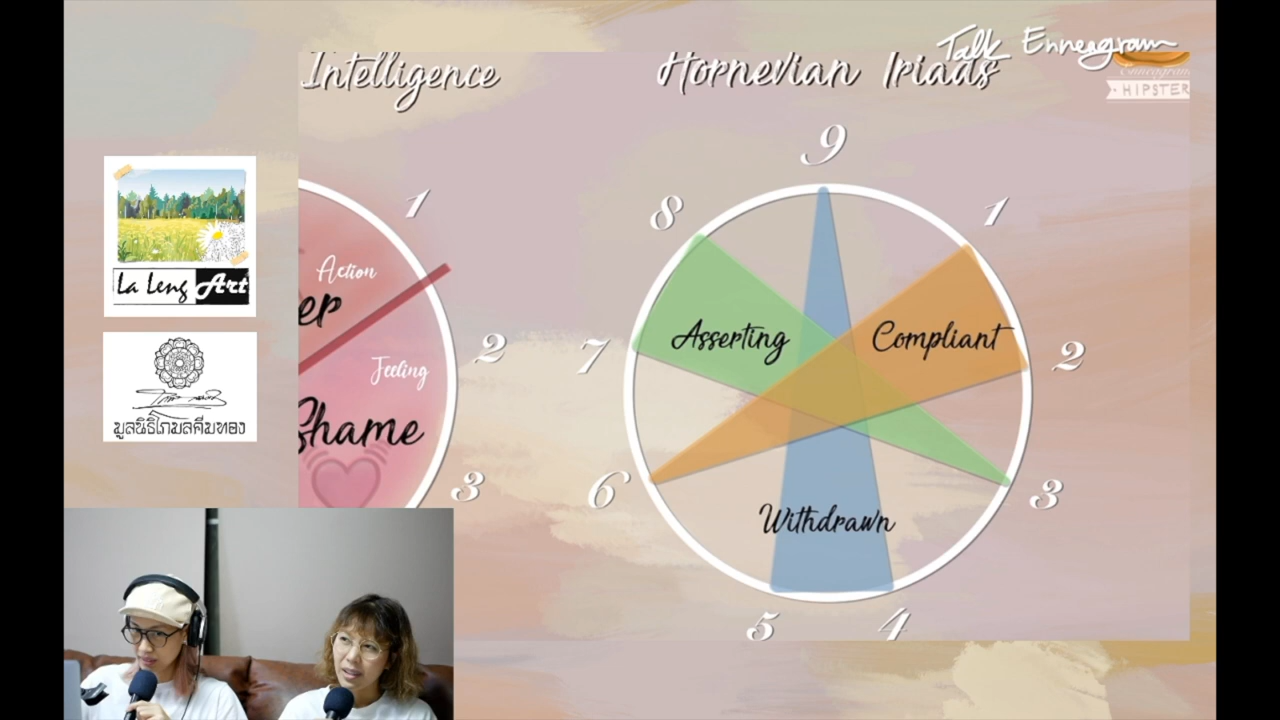 Talk Enneagram
Intelligence
Hornevian Triads
HIPSTER
9
8
1
1
Action
er
Asserting
Compliant
7
2
2
Feeling
Shame
6
3
3
Withdrawn
5
4
La Leng Art
มูลนิธิโกมลคีมทอง